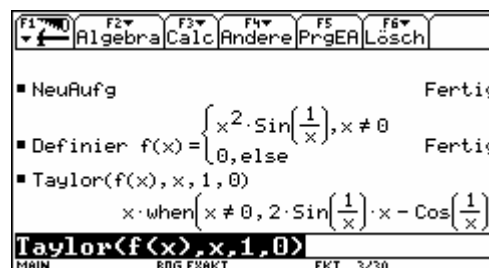 F1 F2 F3 F4 F5 F6
Algebra Calc Andere PrgEA Lösch
▪ NeuAufg Fertig
▪ Definier f(x)={x²·Sin(1/x),x≠0
0,else Fertig
▪ Taylor(f(x),x,1,0)
x·when(x≠0,2·Sin(1/x)·x-Cos(1/x)
Taylor(f(x),x,1,0)
MAIN BOG EXAKT FKT 3/30